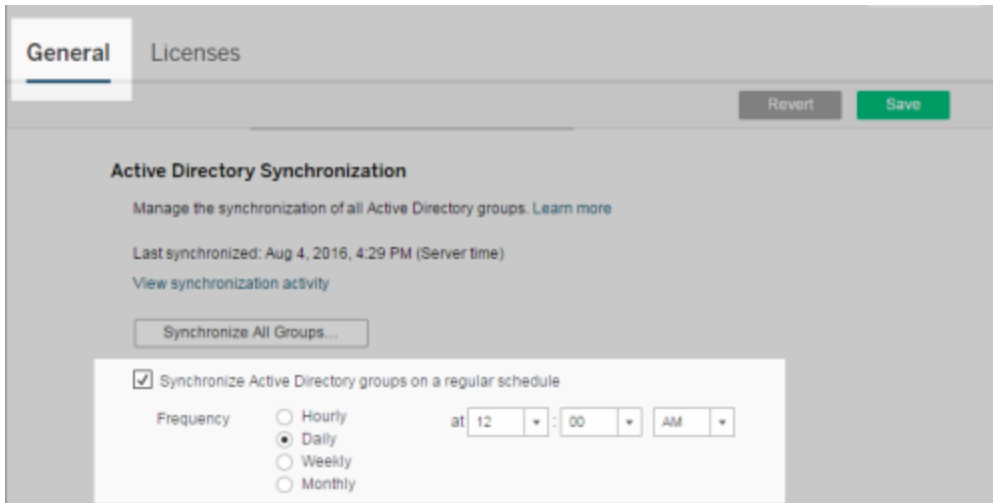 General Licenses
Revert Save
Active Directory Synchronization
Manage the synchronization of all Active Directory groups. Learn more
Last synchronized: Aug 4, 2016, 4:29 PM (Server time)
View synchronization activity
Synchronize All Groups...
Synchronize Active Directory groups on a regular schedule
Frequency Hourly at 12 : 00 AM
Daily
Weekly
Monthly